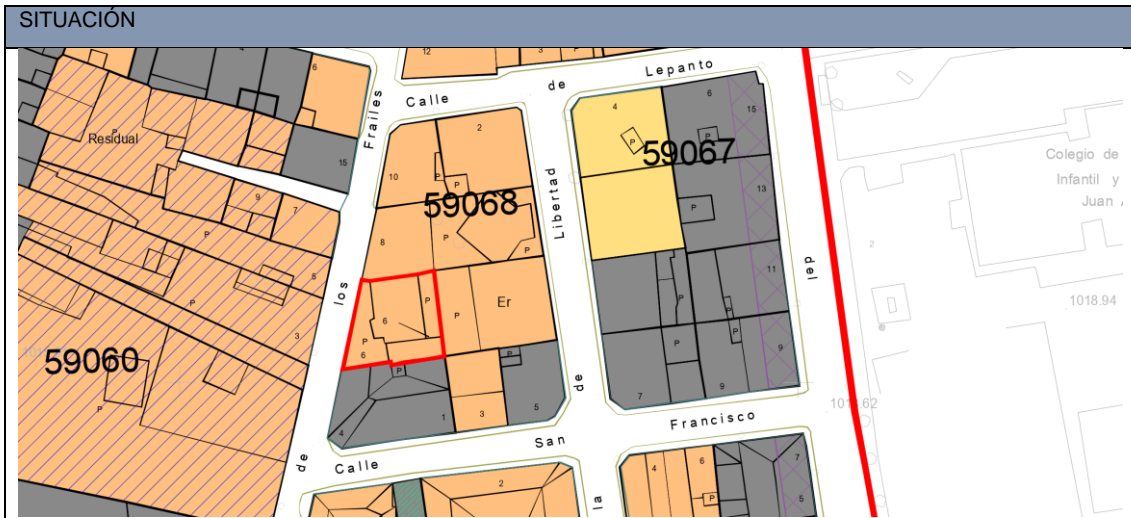 SITUACIÓN
Calle de Lepanto
Frailes
los
de
Libertad
de
la
del
Calle San Francisco
Residual
59060
59068
59067
Er
Colegio de
Infantil y
Juan A
1018.94
12
3
4
6
15
9
7
5
3
P
P
P
10
2
8
P
P
P
P
P
6
P
P
6
P
4
1
3
5
P
4
6
15
13
11
9
P
P
P
P
P
P
7
9
2
2
4
6
7
5
P